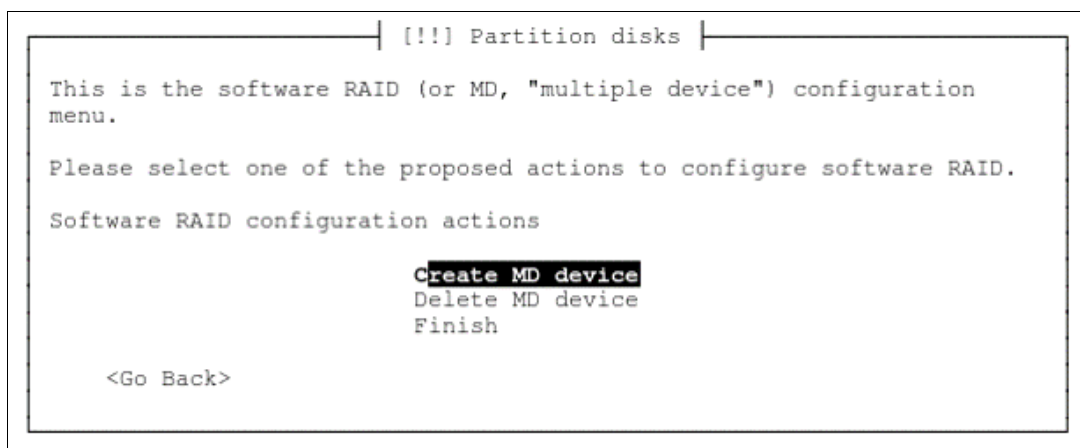 [!!] Partition disks
This is the software RAID (or MD, "multiple device") configuration
menu.
Please select one of the proposed actions to configure software RAID.
Software RAID configuration actions
Create MD device
Delete MD device
Finish
<Go Back>